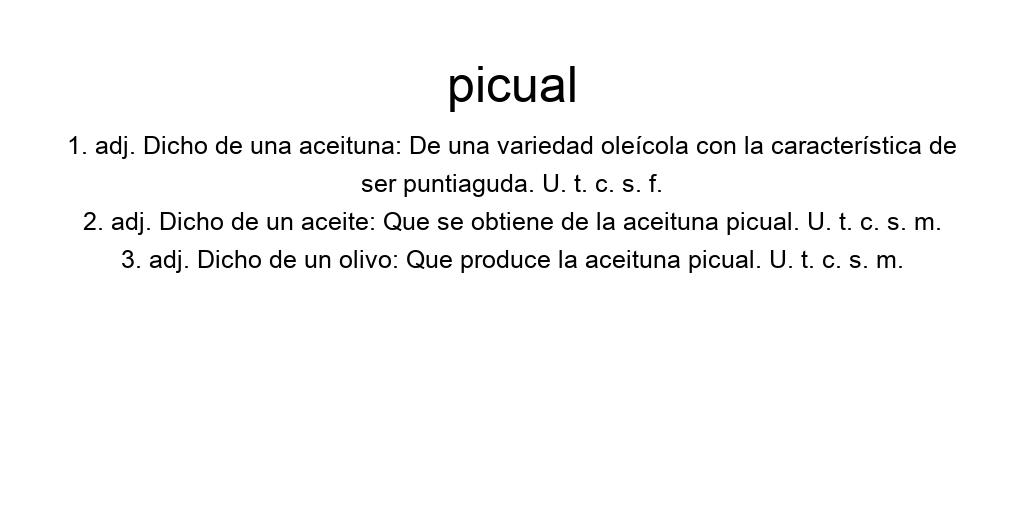 picual
1. adj. Dicho de una aceituna: De una variedad oleícola con la característica de
ser puntiaguda. U. t. c. s. f.
2. adj. Dicho de un aceite: Que se obtiene de la aceituna picual. U. t. c. s. m.
3. adj. Dicho de un olivo: Que produce la aceituna picual. U. t. c. s. m.